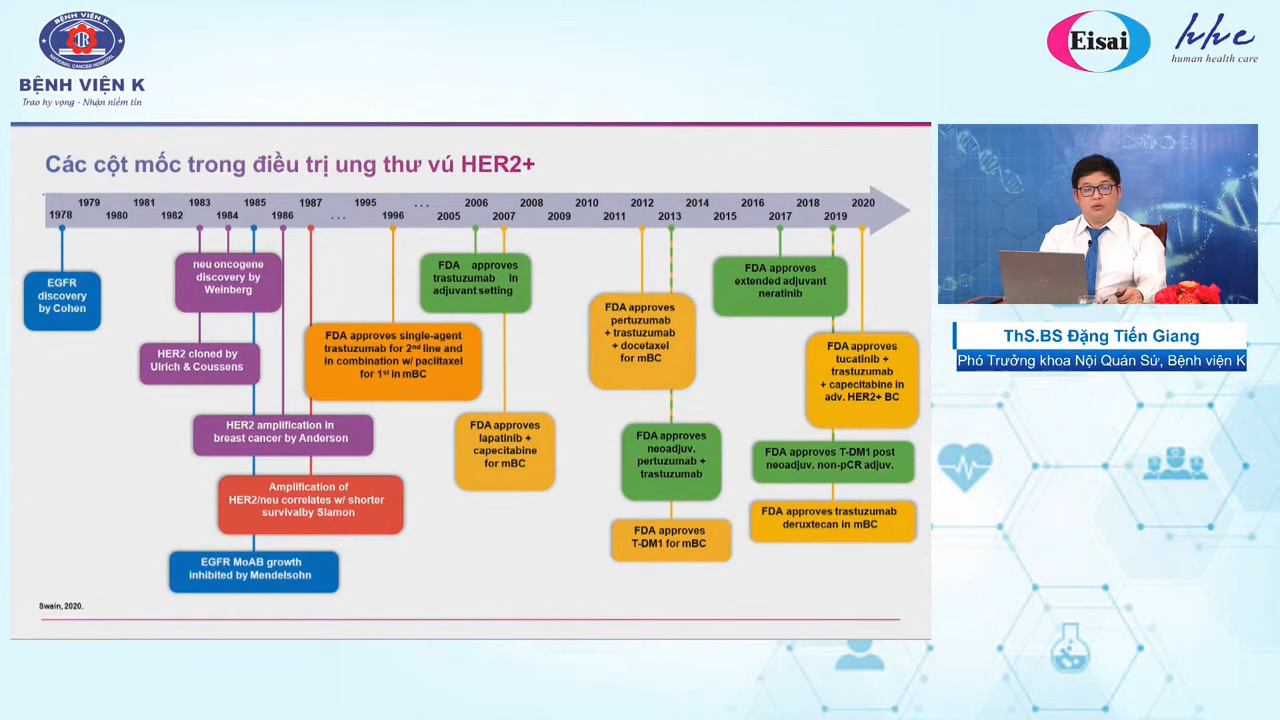 BỆNH VIỆN K
NATIONAL CANCER HOSPITAL
BỆNH VIỆN K
Trao hy vọng - Nhận niềm tin
Eisai
hhc
human health care
Các cột mốc trong điều trị ung thư vú HER2+
1979 1981 1983 1985 1987 1995 ... 2006 2008 2010 2012 2014 2016 2018 2020
1978 1980 1982 1984 1986 ... 1996 2005 2007 2009 2011 2013 2015 2017 2019
EGFR
discovery
by Cohen
neu oncogene
discovery by
Weinberg
HER2 cloned by
Ulrich & Coussens
HER2 amplification in
breast cancer by Anderson
Amplification of
HER2/neu correlates w/ shorter
survivalby Slamon
EGFR MoAB growth
inhibited by Mendelsohn
FDA approves single-agent
trastuzumab for 2nd line and
in combination w/ paclitaxel
for 1st in mBC
FDA approves
trastuzumab in
adjuvant setting
FDA approves
lapatinib +
capecitabine
for mBC
FDA approves
pertuzumab
+ trastuzumab
+ docetaxel
for mBC
FDA approves
neoadjuv.
pertuzumab +
trastuzumab
FDA approves
T-DM1 for mBC
FDA approves
extended adjuvant
neratinib
FDA approves
tucatinib +
trastuzumab
+ capecitabine in
adv. HER2+ BC
FDA approves T-DM1 post
neoadjuv. non-pCR adjuv.
FDA approves trastuzumab
deruxtecan in mBC
Swain, 2020.
ThS.BS Đặng Tiến Giang
Phó Trưởng khoa Nội Quán Sứ, Bệnh viện K